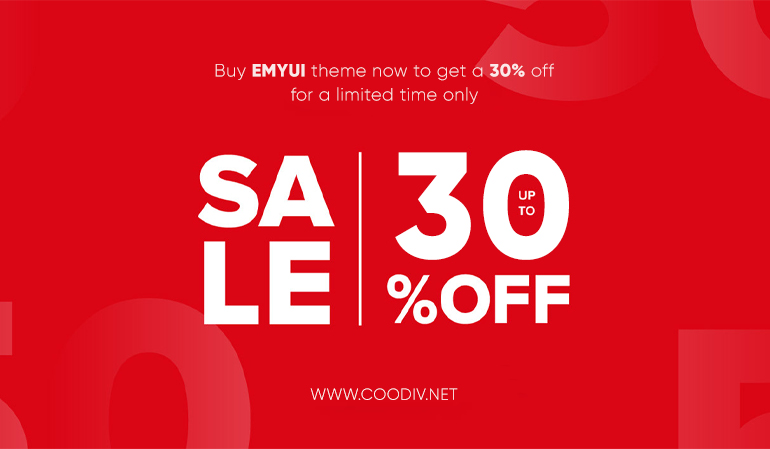 Buy EMYUI theme now to get a 30% off
for a limited time only
SA
LE
30
UP
TO
%OFF
WWW.COODIV.NET